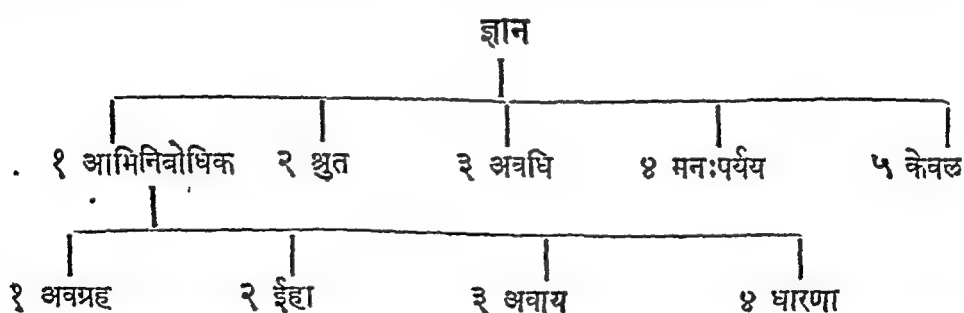 ज्ञान
१ आभिनिबोधिक २ श्रुत ३ अवधि ४ मनःपर्यय ५ केवल
१ अवग्रह २ ईहा ३ अवाय ४ धारणा